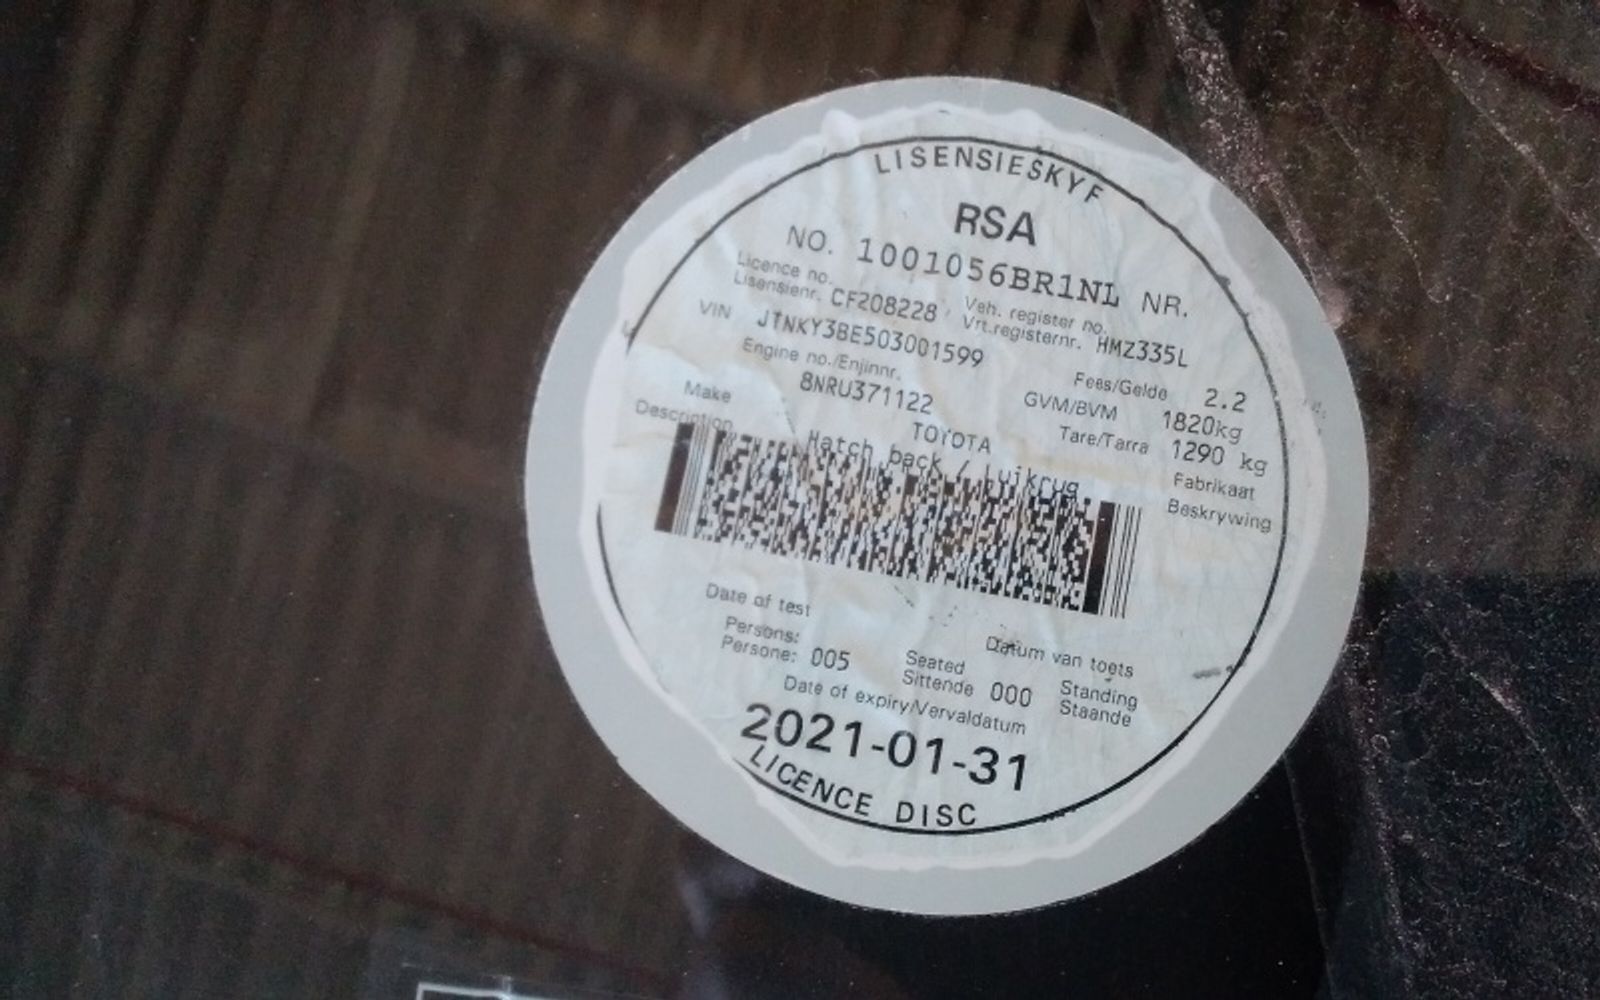 LISENSIESKYF
RSA
NO. 1001056BR1NL NR.
Licence no.
Lisensienr. CF208228
Veh. register no.
Vrt.registernr. HMZ335L
VIN JTNKY3BE503001599
Engine no./Enjinnr.
8NRU371122
Fees/Gelde 2.2
GVM/BVM 1820kg
Tare/Tarra 1290 kg
Make TOYOTA Fabrikaat
Description Hatch back / Luikrug Beskrywing
Date of test Datum van toets
Persons:
Persone: 005
Seated
Sittende 000
Standing
Staande
Date of expiry/Vervaldatum
2021-01-31
LICENCE DISC